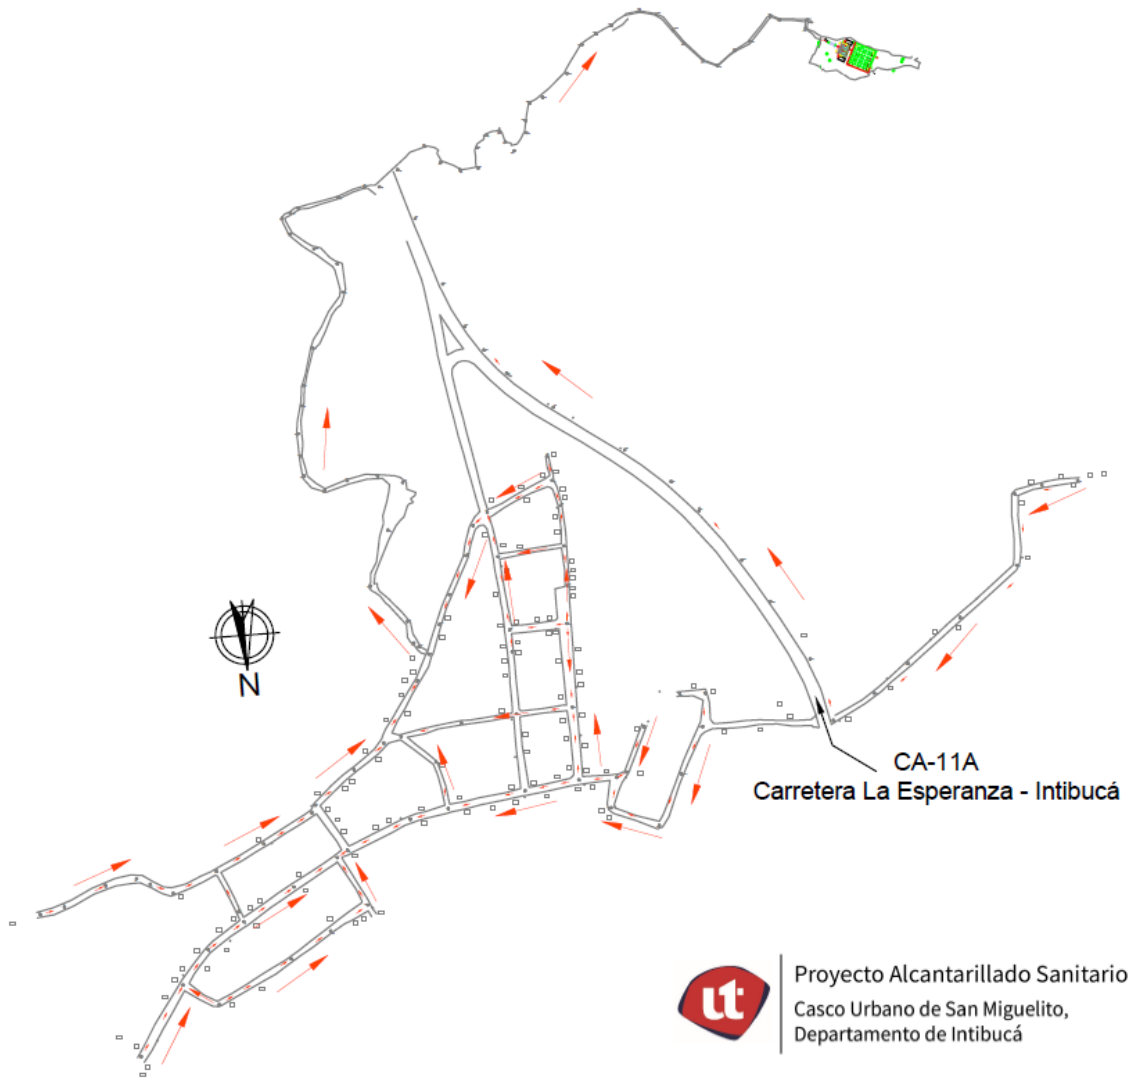 N
CA-11A
Carretera La Esperanza - Intibucá
ut
Proyecto Alcantarillado Sanitario
Casco Urbano de San Miguelito,
Departamento de Intibucá